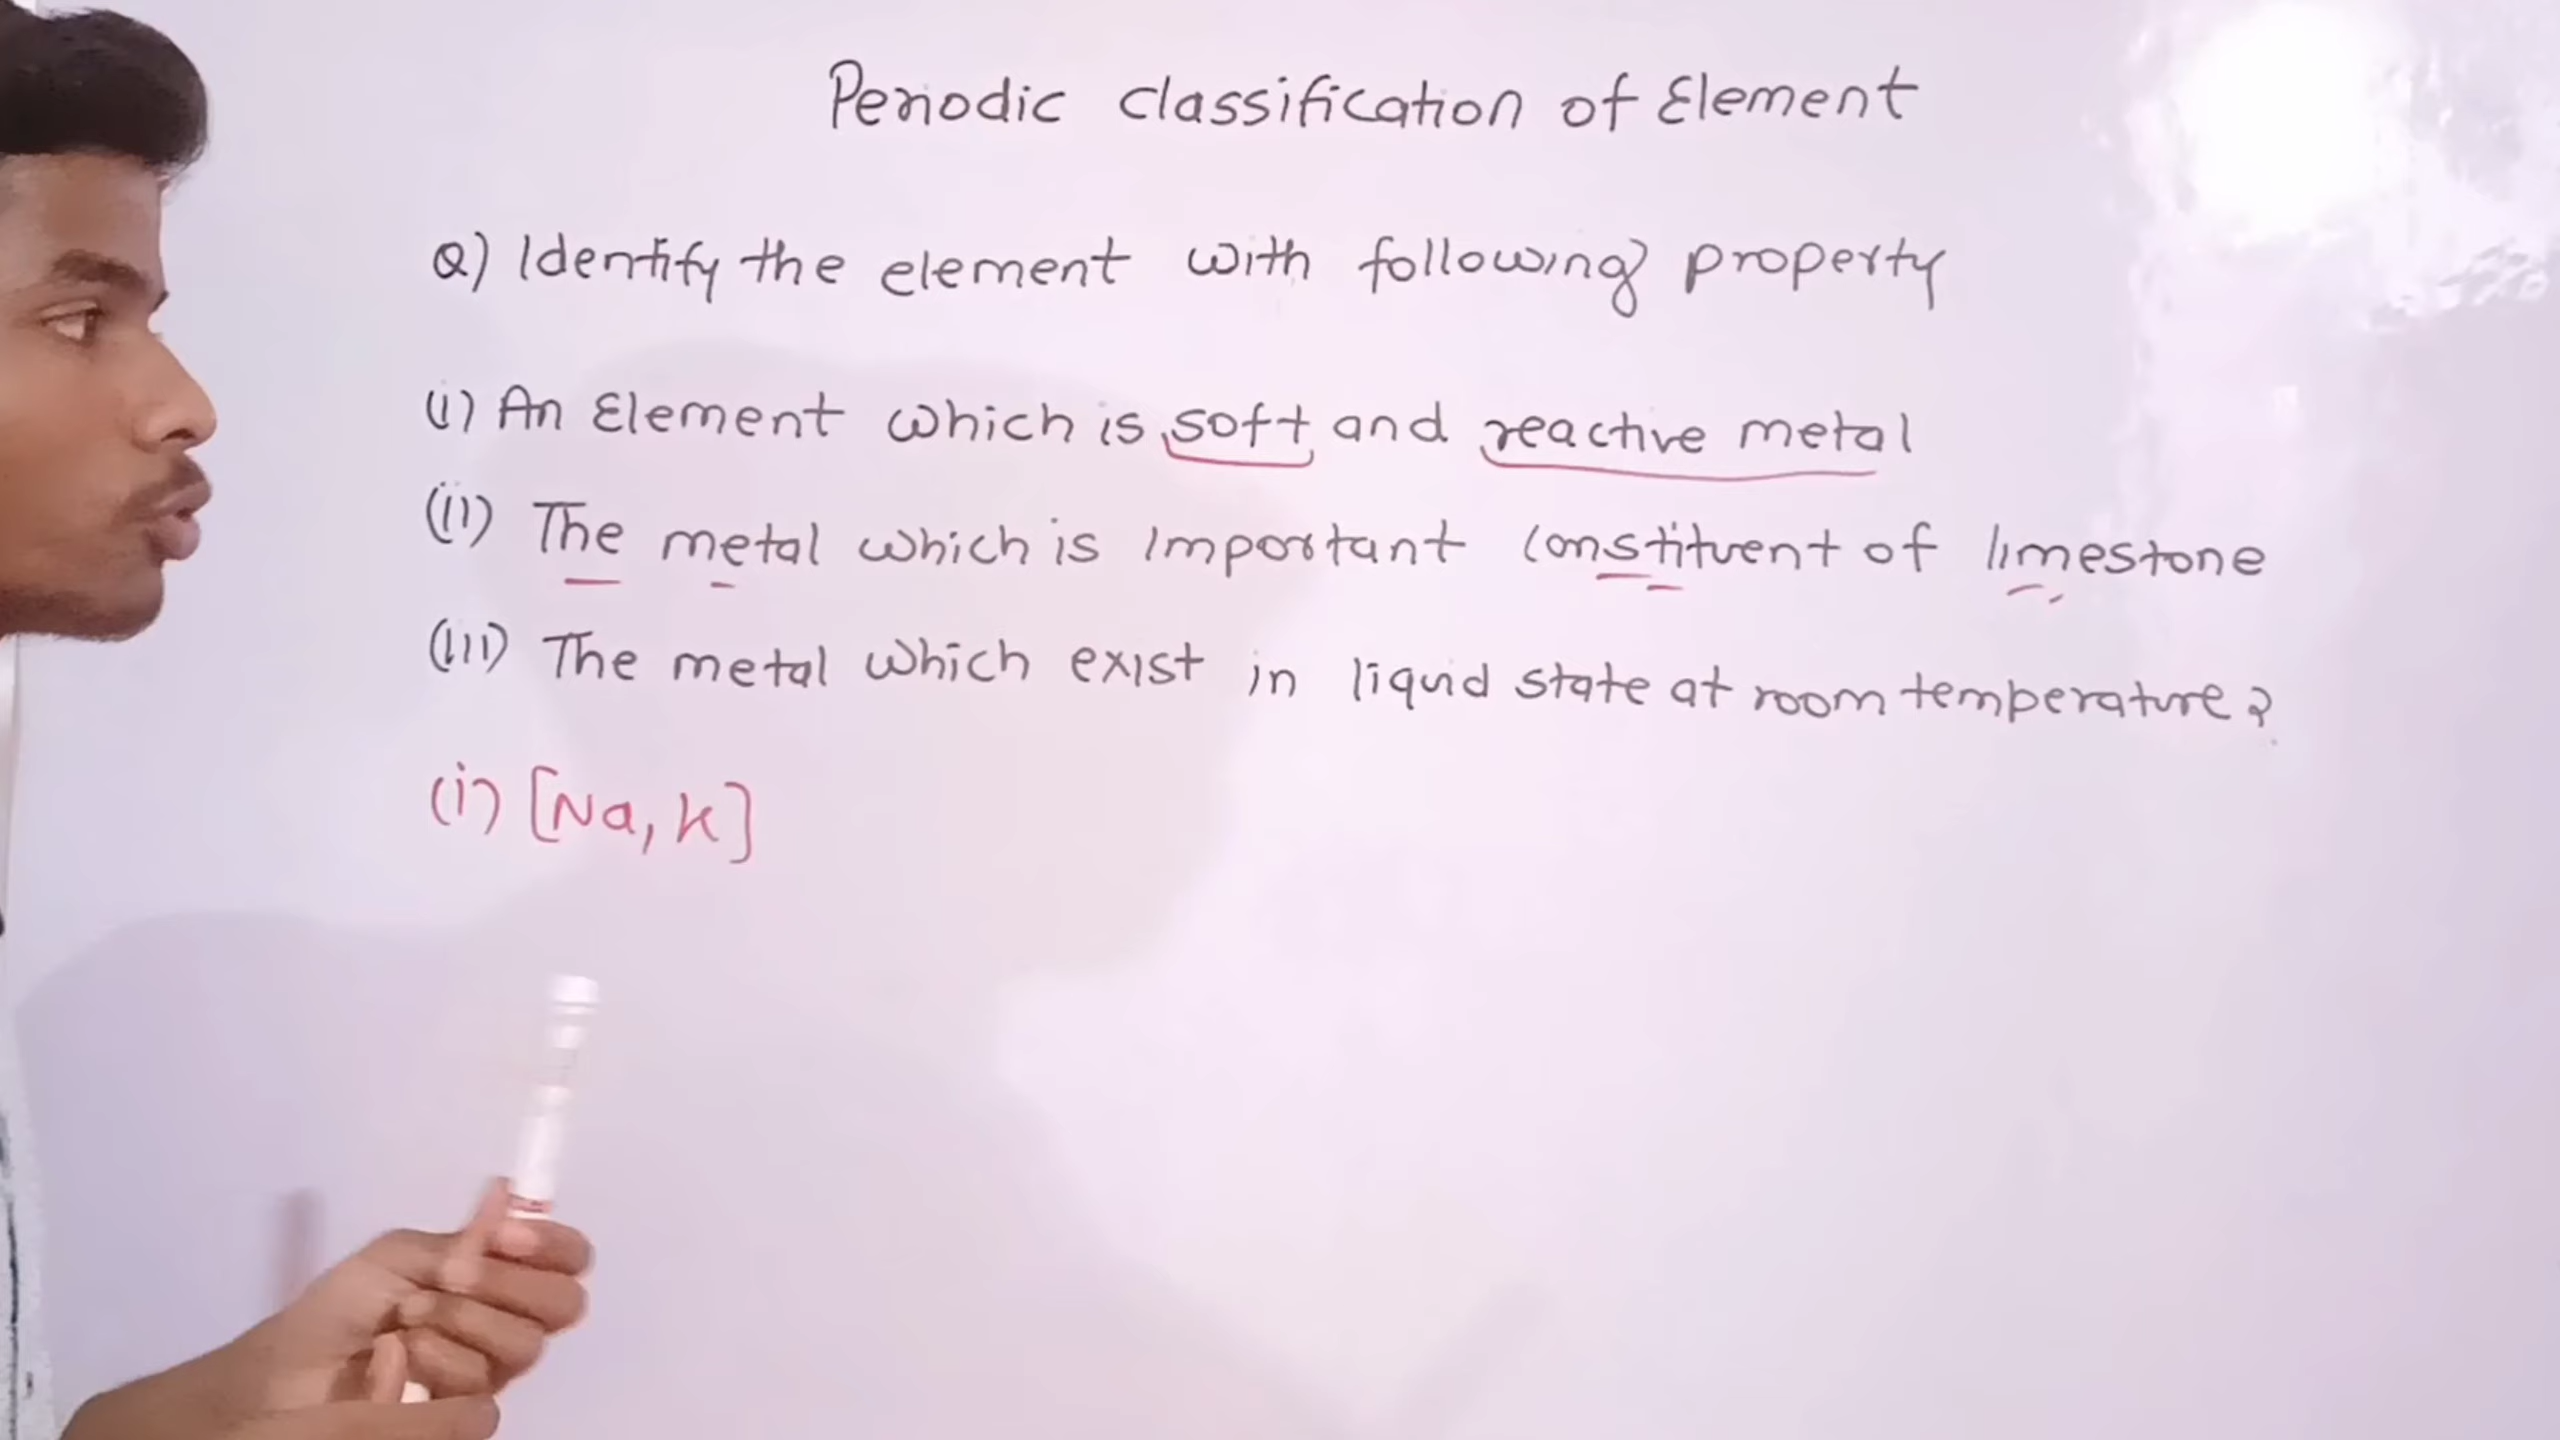 Periodic classification of Element
Q) Identify the element with following property
(i) An Element which is soft and reactive metal
(ii) The metal which is important constituent of limestone
(iii) The metal which exist in liquid state at room temperature?
(i) [Na, K]